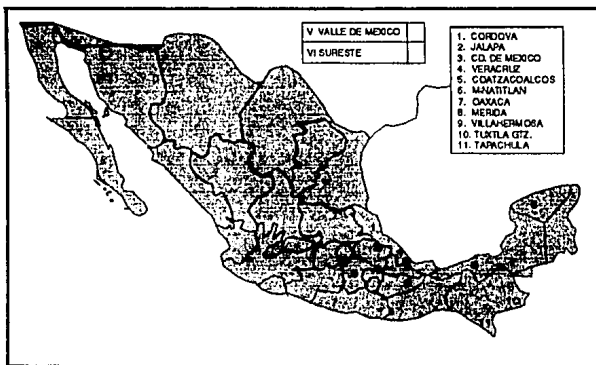 V VALLE DE MEXICO
VI SURESTE
1. CORDOVA
2. JALAPA
3. CD. DE MEXICO
4. VERACRUZ
5. COATZACOALCOS
6. MINATITLAN
7. OAXACA
8. MERIDA
9. VILLAHERMOSA
10. TUXTLA GTZ.
11. TAPACHULA